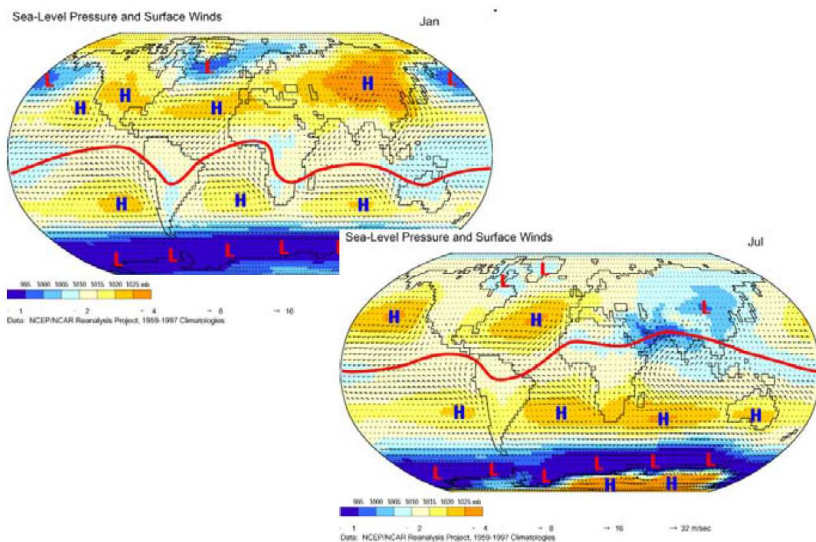 Sea-Level Pressure and Surface Winds
Jan
L
L H L
H H H
H H H
L L L L L
995 1000 1005 1010 1015 1020 1025 mb
1 2 4 8 → 16
Data: NCEP/NCAR Reanalysis Project, 1959-1997 Climatologies
Sea-Level Pressure and Surface Winds
Jul
L L
L
H H
H H H H
L L L L L L
H H
995 1000 1005 1010 1015 1020 1025 mb
1 2 4 → 8 → 16 → 32 m/sec
Data: NCEP/NCAR Reanalysis Project, 1959-1997 Climatologies